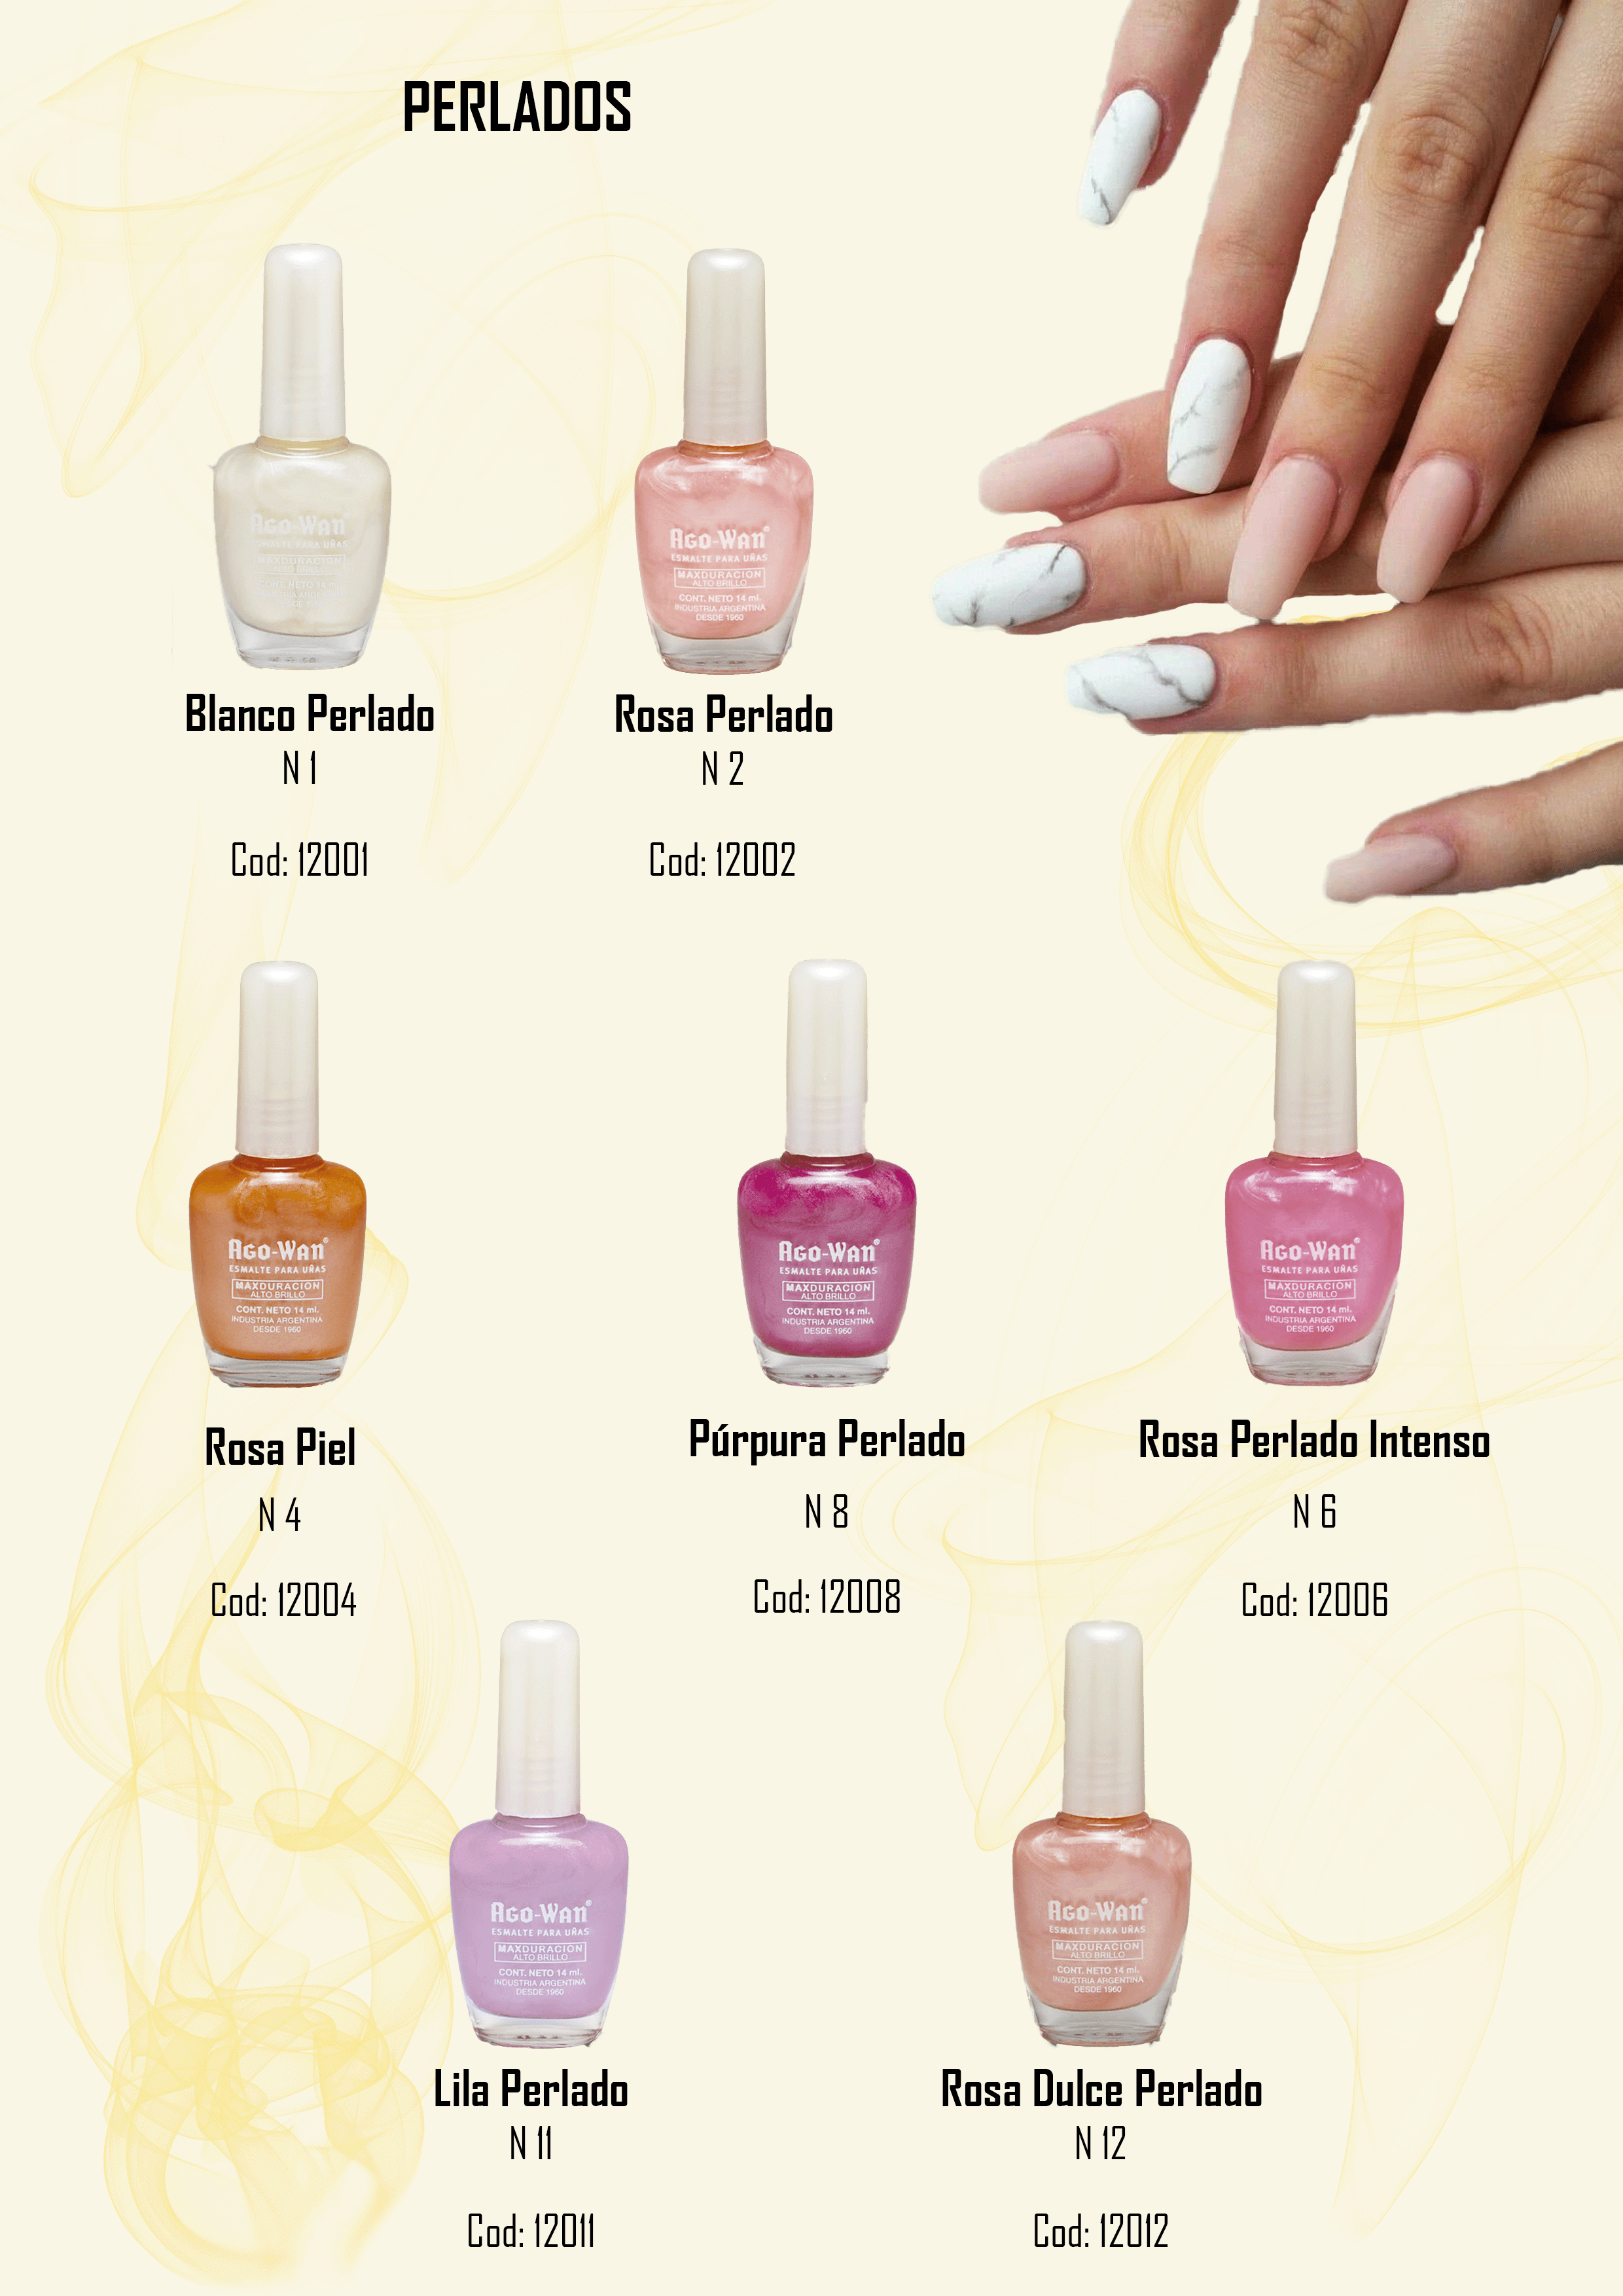 PERLADOS
AGO-WAN®
ESMALTE PARA UÑAS
MAXDURACION
ALTO BRILLO
CONT. NETO 14 ml.
INDUSTRIA ARGENTINA
DESDE 1960
Blanco Perlado
N 1
Cod: 12001
AGO-WAN®
ESMALTE PARA UÑAS
MAXDURACION
ALTO BRILLO
CONT. NETO 14 ml.
INDUSTRIA ARGENTINA
DESDE 1960
Rosa Perlado
N 2
Cod: 12002
AGO-WAN®
ESMALTE PARA UÑAS
MAXDURACION
ALTO BRILLO
CONT. NETO 14 ml.
INDUSTRIA ARGENTINA
DESDE 1960
Rosa Piel
N 4
Cod: 12004
AGO-WAN®
ESMALTE PARA UÑAS
MAXDURACION
ALTO BRILLO
CONT. NETO 14 ml.
INDUSTRIA ARGENTINA
DESDE 1960
Púrpura Perlado
N 8
Cod: 12008
AGO-WAN®
ESMALTE PARA UÑAS
MAXDURACION
ALTO BRILLO
CONT. NETO 14 ml.
INDUSTRIA ARGENTINA
DESDE 1960
Rosa Perlado Intenso
N 6
Cod: 12006
AGO-WAN®
ESMALTE PARA UÑAS
MAXDURACION
ALTO BRILLO
CONT. NETO 14 ml.
INDUSTRIA ARGENTINA
DESDE 1960
Lila Perlado
N 11
Cod: 12011
AGO-WAN®
ESMALTE PARA UÑAS
MAXDURACION
ALTO BRILLO
CONT. NETO 14 ml.
INDUSTRIA ARGENTINA
DESDE 1960
Rosa Dulce Perlado
N 12
Cod: 12012